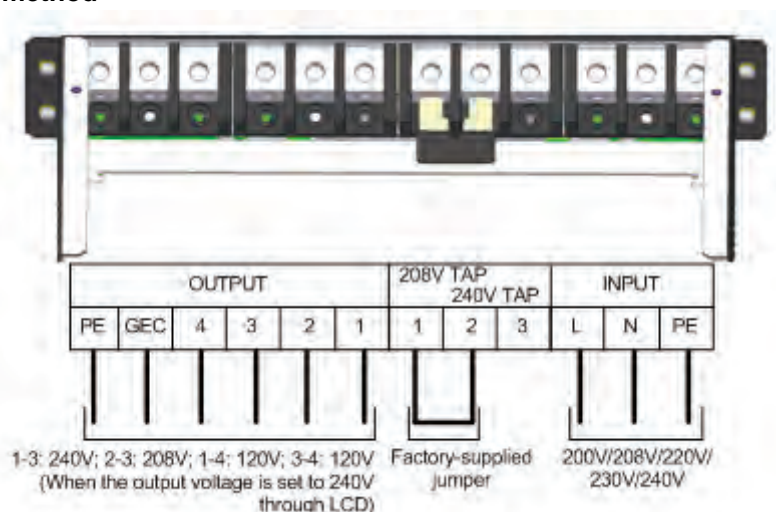 method
OUTPUT
208V TAP
240V TAP
INPUT
PE GEC 4 3 2 1 1 2 3 L N PE
1-3: 240V; 2-3: 208V; 1-4: 120V; 3-4: 120V
(When the output voltage is set to 240V
through LCD)
Factory-supplied
jumper
200V/208V/220V/
230V/240V